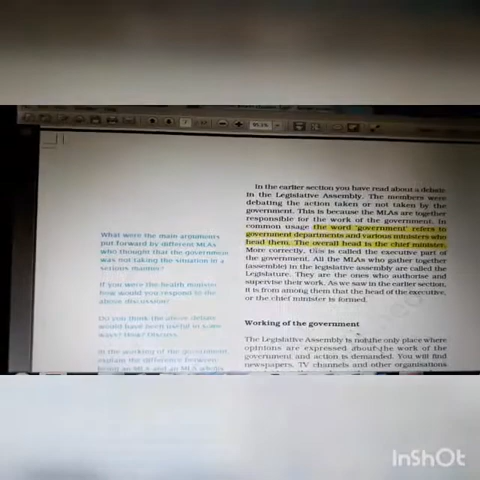 What were the main arguments
put forward by different MLAs
who thought that the government
was not taking the situation in a
serious manner?
If you were the health minister,
how would you respond to the
above discussion?
Do you think the above debate
would have been useful in some
ways? How? Discuss.
In the working of the government,
explain the difference between
being an MLA and an MLA who is
In the earlier section you have read about a debate
in the Legislative Assembly. The members were
debating the action taken or not taken by the
government. This is because the MLAs are together
responsible for the work of the government. In
common usage the word 'government' refers to
government departments and various ministers who
head them. The overall head is the chief minister.
More correctly, this is called the executive part of
the government. All the MLAs who gather together
(assemble) in the legislative assembly are called the
Legislature. They are the ones who authorise and
supervise their work. As we saw in the earlier section,
it is from among them that the head of the executive,
or the chief minister is formed.
Working of the government
The Legislative Assembly is not the only place where
opinions are expressed about the work of the
government and action is demanded. You will find
newspapers, TV channels and other organisations
InShOt